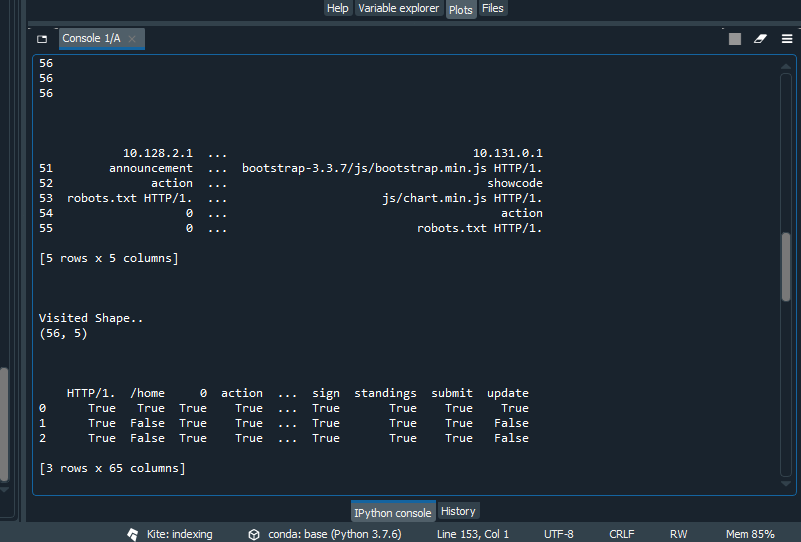 Help Variable explorer Plots Files
Console 1/A
56
56
56
10.128.2.1 ... 10.131.0.1
51 announcement ... bootstrap-3.3.7/js/bootstrap.min.js HTTP/1.
52 action ... showcode
53 robots.txt HTTP/1. ... js/chart.min.js HTTP/1.
54 0 ... action
55 0 ... robots.txt HTTP/1.
[5 rows x 5 columns]
Visited Shape..
(56, 5)
HTTP/1. /home 0 action ... sign standings submit update
0 True True True True ... True True True True
1 True False True True ... True True True False
2 True False True True ... True True True False
[3 rows x 65 columns]
IPython console History
Kite: indexing conda: base (Python 3.7.6) Line 153, Col 1 UTF-8 CRLF RW Mem 85%